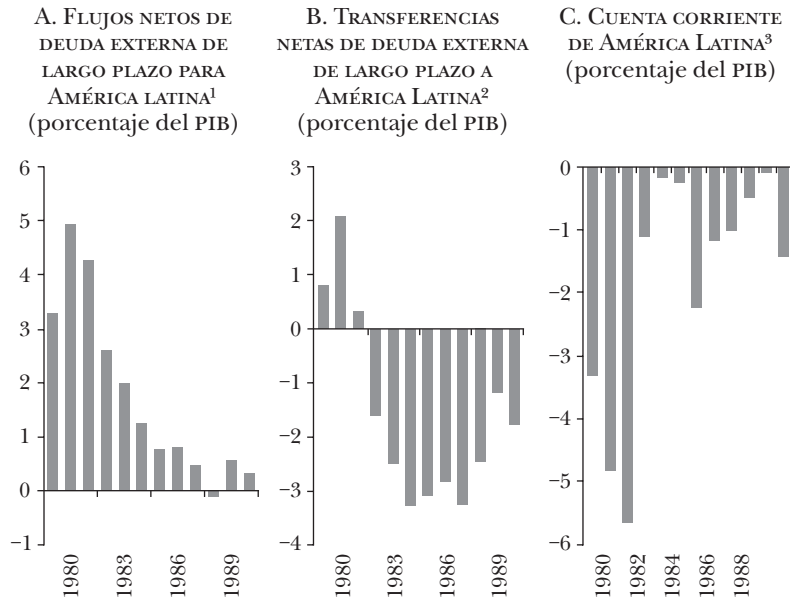 A. Flujos netos de
deuda externa de
largo plazo para
América latina¹
(porcentaje del PIB)
6
5
4
3
2
1
0
−1
1980
1983
1986
1989
B. Transferencias
netas de deuda externa
de largo plazo a
América Latina²
(porcentaje del PIB)
3
2
1
0
−1
−2
−3
−4
1980
1983
1986
1989
C. Cuenta corriente
de América Latina³
(porcentaje del PIB)
0
−1
−2
−3
−4
−5
−6
1980
1982
1984
1986
1988